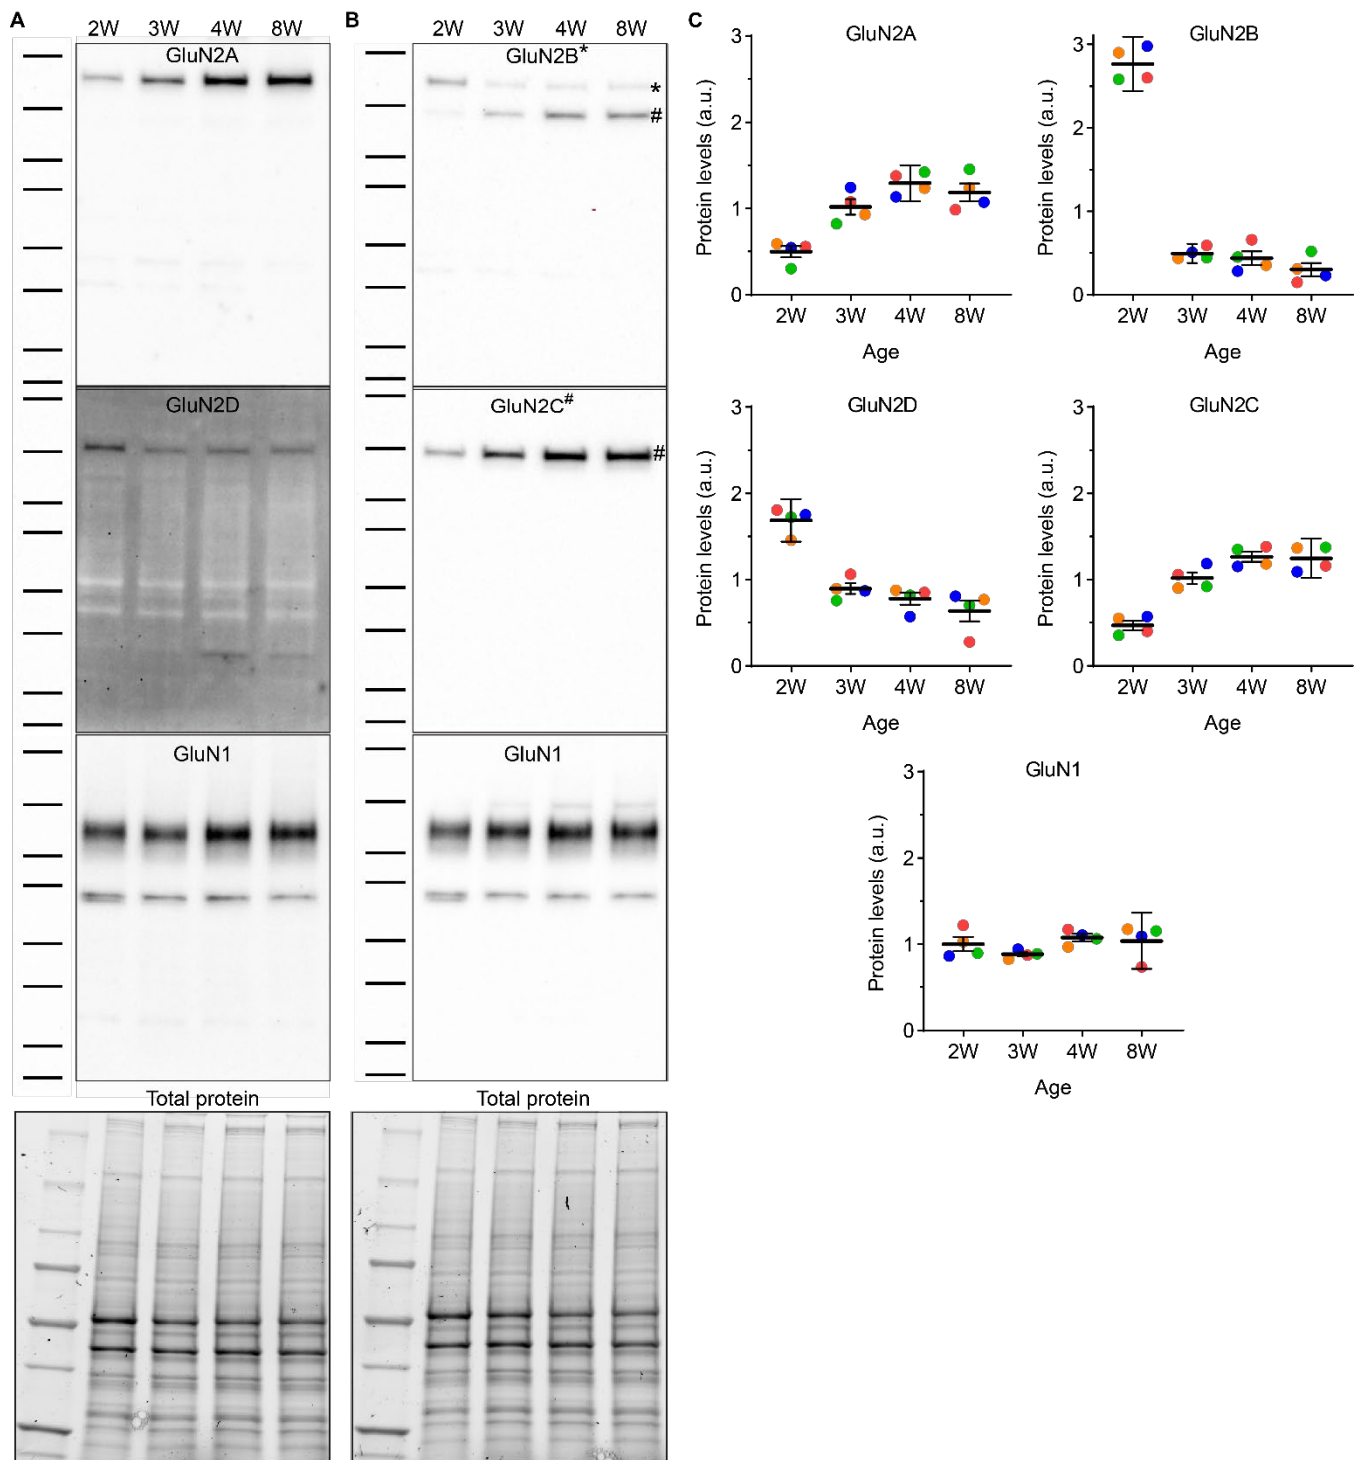 A
2W 3W 4W 8W
GluN2A
GluN2D
GluN1
Total protein
B
2W 3W 4W 8W
GluN2B*
*
#
GluN2C#
#
GluN1
Total protein
C
GluN2A
Protein levels (a.u.)
3
2
1
0
2W 3W 4W 8W
Age
GluN2B
Protein levels (a.u.)
3
2
1
0
2W 3W 4W 8W
Age
GluN2D
Protein levels (a.u.)
3
2
1
0
2W 3W 4W 8W
Age
GluN2C
Protein levels (a.u.)
3
2
1
0
2W 3W 4W 8W
Age
GluN1
Protein levels (a.u.)
3
2
1
0
2W 3W 4W 8W
Age